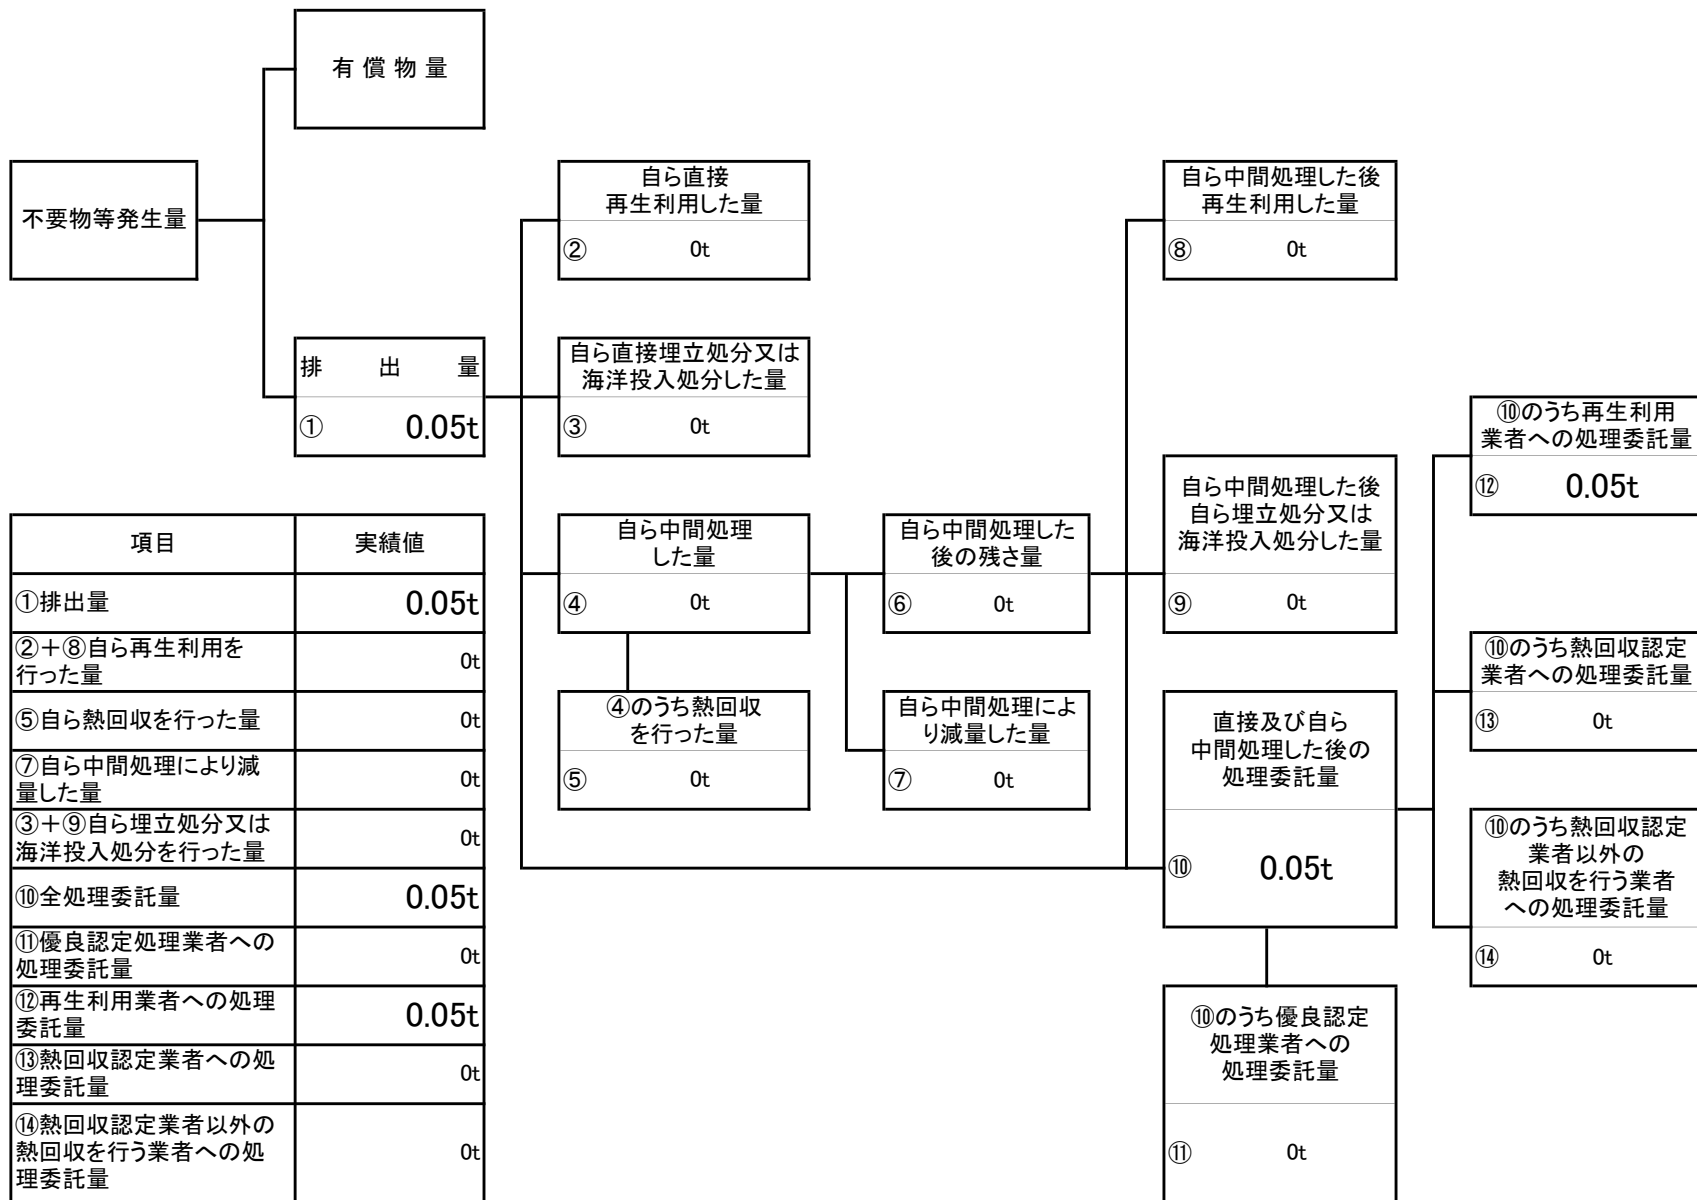 有償物量
不要物等発生量
自ら直接
再生利用した量
② 0t
自ら中間処理した後
再生利用した量
⑧ 0t
排出量
① 0.05t
自ら直接埋立処分又は
海洋投入処分した量
③ 0t
⑩のうち再生利用
業者への処理委託量
⑫ 0.05t
自ら中間処理した後
自ら埋立処分又は
海洋投入処分した量
⑨ 0t
自ら中間処理
した量
④ 0t
自ら中間処理した
後の残さ量
⑥ 0t
⑩のうち熱回収認定
業者への処理委託量
⑬ 0t
④のうち熱回収
を行った量
⑤ 0t
自ら中間処理によ
り減量した量
⑦ 0t
直接及び自ら
中間処理した後の
処理委託量
⑩ 0.05t
⑩のうち熱回収認定
業者以外の
熱回収を行う業者
への処理委託量
⑭ 0t
⑩のうち優良認定
処理業者への
処理委託量
⑪ 0t
項目 実績値
①排出量 0.05t
②+⑧自ら再生利用を
行った量 0t
⑤自ら熱回収を行った量 0t
⑦自ら中間処理により減
量した量 0t
③+⑨自ら埋立処分又は
海洋投入処分を行った量 0t
⑩全処理委託量 0.05t
⑪優良認定処理業者への
処理委託量 0t
⑫再生利用業者への処理
委託量 0.05t
⑬熱回収認定業者への処
理委託量 0t
⑭熱回収認定業者以外の
熱回収を行う業者への処
理委託量 0t